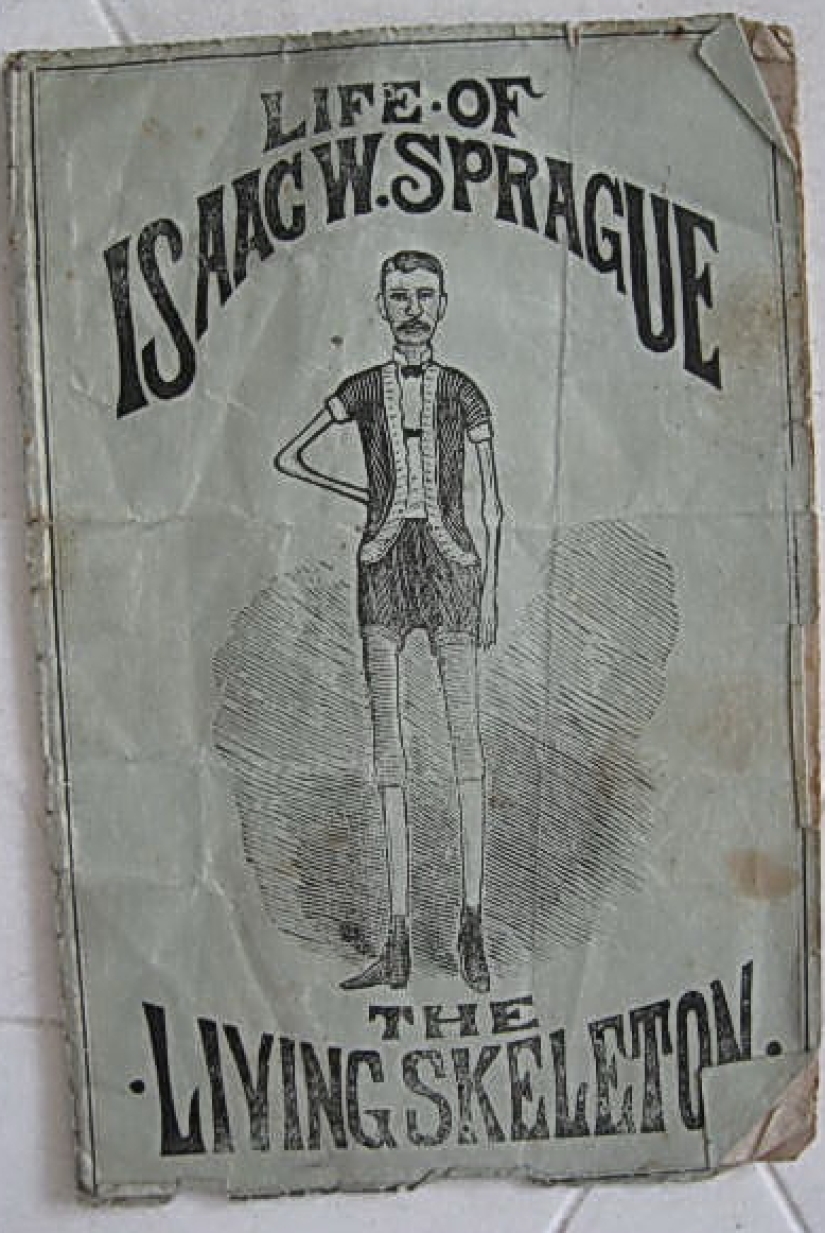 LIFE·OF
ISAAC W. SPRAGUE
THE
·LIVING SKELETON.